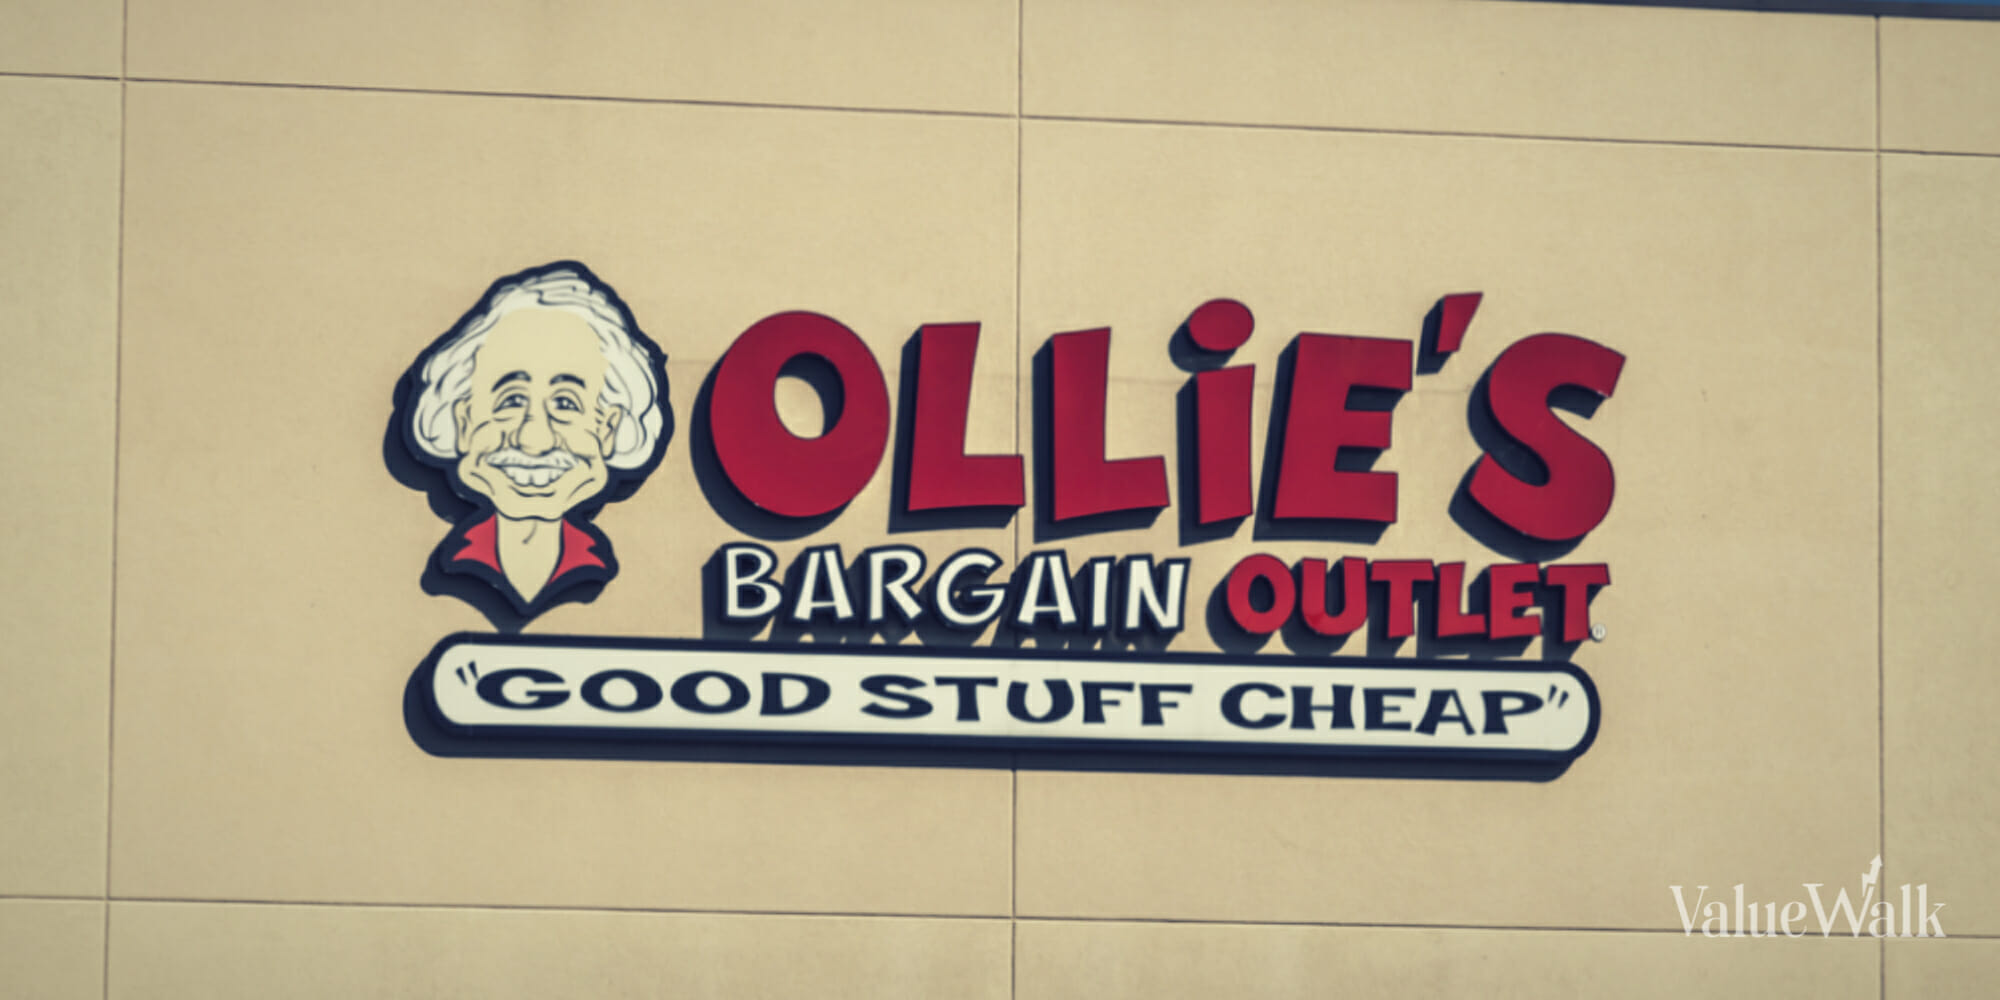 OLLiE'S
BARGAIN OUTLET®
"GOOD STUFF CHEAP"
ValueWalk